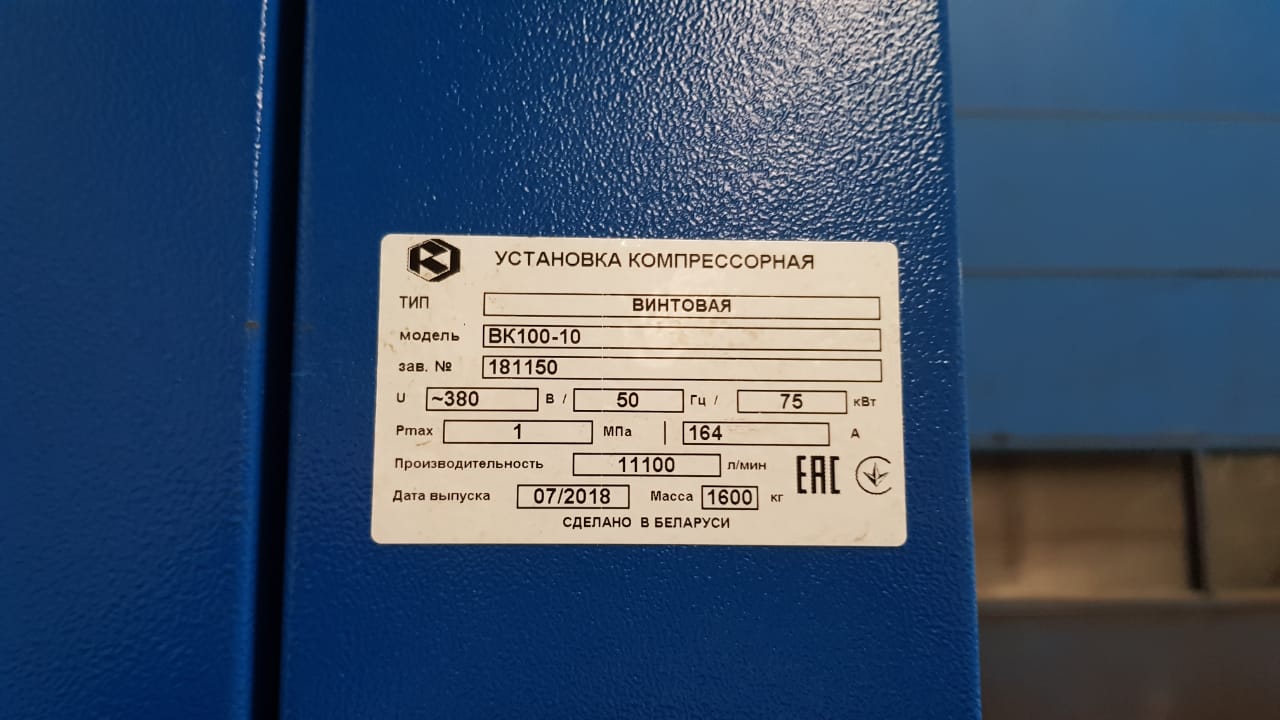 УСТАНОВКА КОМПРЕССОРНАЯ
ТИП ВИНТОВАЯ
модель ВК100-10
зав. № 181150
U ~380 В / 50 Гц / 75 кВт
Pmax 1 МПа | 164 А
Производительность 11100 л/мин
Дата выпуска 07/2018 Масса 1600 кг
EAC
СДЕЛАНО В БЕЛАРУСИ